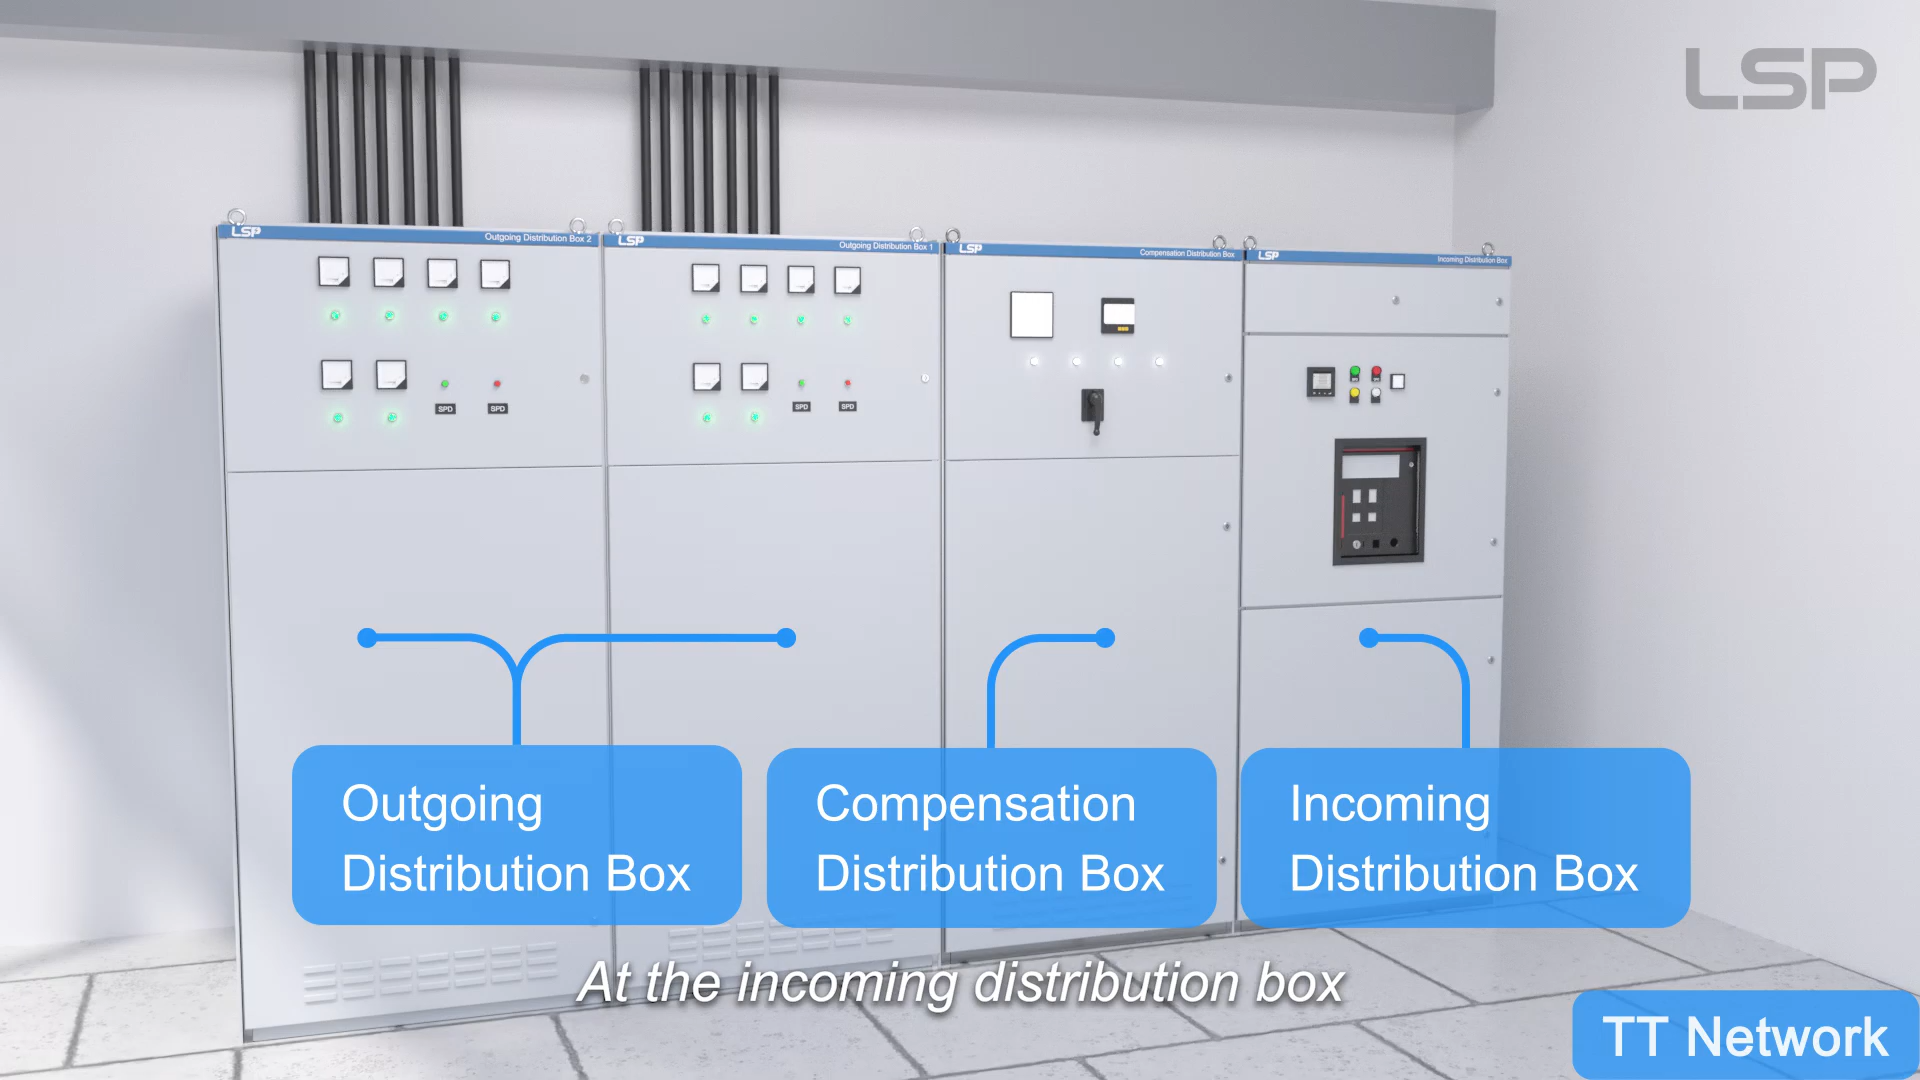 LSP
LSP
Outgoing Distribution Box 2
LSP
Outgoing Distribution Box 1
LSP
Compensation Distribution Box
LSP
Incoming Distribution Box
SPD
SPD
SPD
SPD
Outgoing
Distribution Box
Compensation
Distribution Box
Incoming
Distribution Box
At the incoming distribution box
TT Network